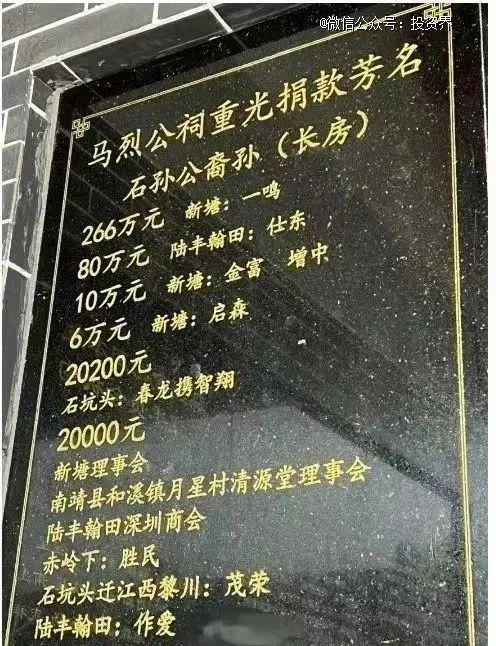 @微信公众号：投资界
马烈公祠重光捐款芳名
石孙公裔孙（长房）
266万元 新塘：一鸣
80万元 陆丰翰田：仕东
10万元 新塘：金富 增中
6万元 新塘：启森
20200元
石坑头：春龙携智翔
20000元
新塘理事会
南靖县和溪镇月星村清源堂理事会
陆丰翰田深圳商会
赤岭下：胜民
石坑头迁江西黎川：茂荣
陆丰翰田：作爱